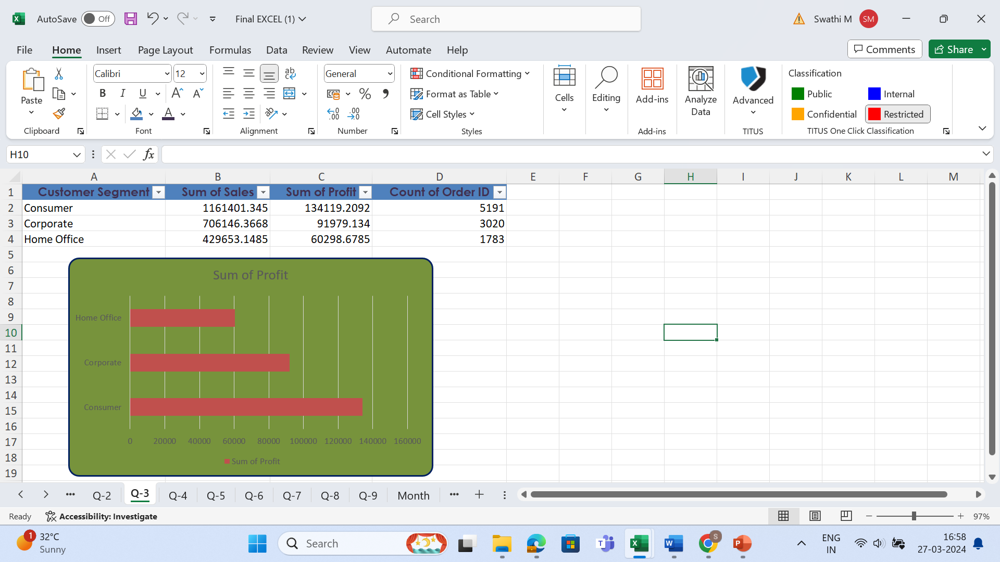 AutoSave Off Final EXCEL (1) Search Swathi M SM
File Home Insert Page Layout Formulas Data Review View Automate Help Comments Share
Paste
Clipboard
Calibri 12
B I U A A
A
Font
ab
Alignment
General
% ,
.00
Number
Conditional Formatting
Format as Table
Cell Styles
Styles
Cells
Editing
Add-ins
Add-ins
Analyze
Data
Advanced
TITUS
Classification
Public Internal
Confidential Restricted
TITUS One Click Classification
H10 fx
A B C D E F G H I J K L M
1 Customer Segment Sum of Sales Sum of Profit Count of Order ID
2 Consumer 1161401.345 134119.2092 5191
3 Corporate 706146.3668 91979.134 3020
4 Home Office 429653.1485 60298.6785 1783
5
6
7
8
9
10
11
12
13
14
15
16
17
18
19
Sum of Profit
Home Office
Corporate
Consumer
0 20000 40000 60000 80000 100000 120000 140000 160000
Sum of Profit
Q-2 Q-3 Q-4 Q-5 Q-6 Q-7 Q-8 Q-9 Month
Ready Accessibility: Investigate 97%
1 32°C
Sunny
Search
ENG
IN
16:58
27-03-2024